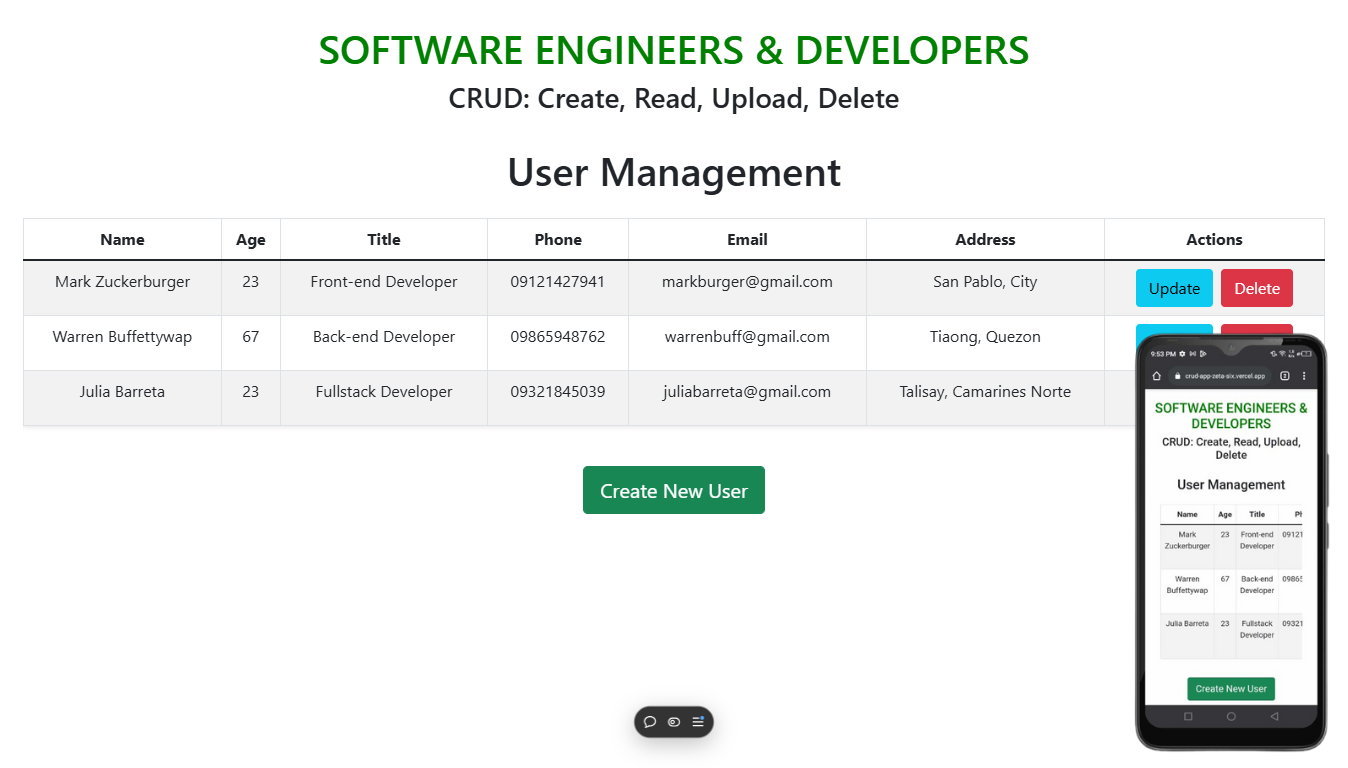 SOFTWARE ENGINEERS & DEVELOPERS
CRUD: Create, Read, Upload, Delete
User Management
Name Age Title Phone Email Address Actions
Mark Zuckerburger 23 Front-end Developer 09121427941 markburger@gmail.com San Pablo, City Update Delete
Warren Buffettywap 67 Back-end Developer 09865948762 warrenbuff@gmail.com Tiaong, Quezon
Julia Barreta 23 Fullstack Developer 09321845039 juliabarreta@gmail.com Talisay, Camarines Norte
Create New User
9:53 PM
crud-app-zeta-six.vercel.app
SOFTWARE ENGINEERS &
DEVELOPERS
CRUD: Create, Read, Upload,
Delete
User Management
Name Age Title Ph
Mark 23 Front-end 09121
Zuckerburger Developer
Warren 67 Back-end 09865
Buffettywap Developer
Julia Barreta 23 Fullstack 09321
Developer
Create New User